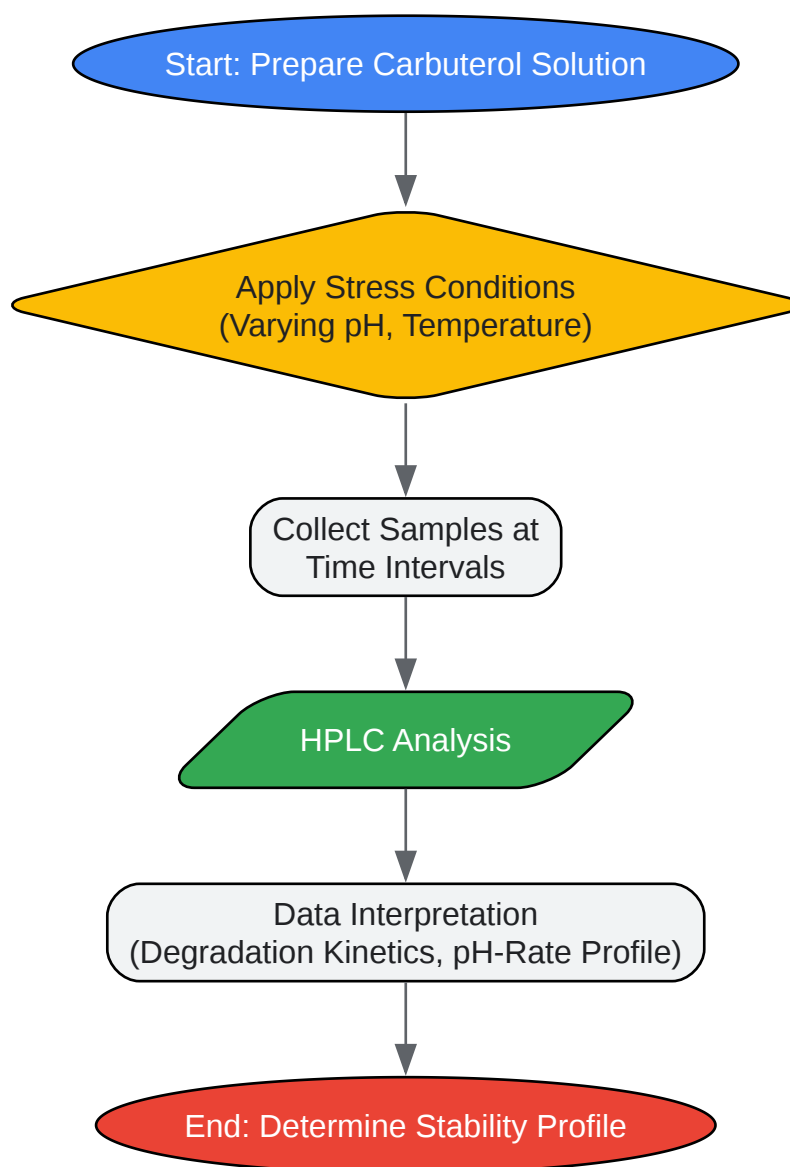 Start: Prepare Carbuterol Solution
Apply Stress Conditions
(Varying pH, Temperature)
Collect Samples at
Time Intervals
HPLC Analysis
Data Interpretation
(Degradation Kinetics, pH-Rate Profile)
End: Determine Stability Profile